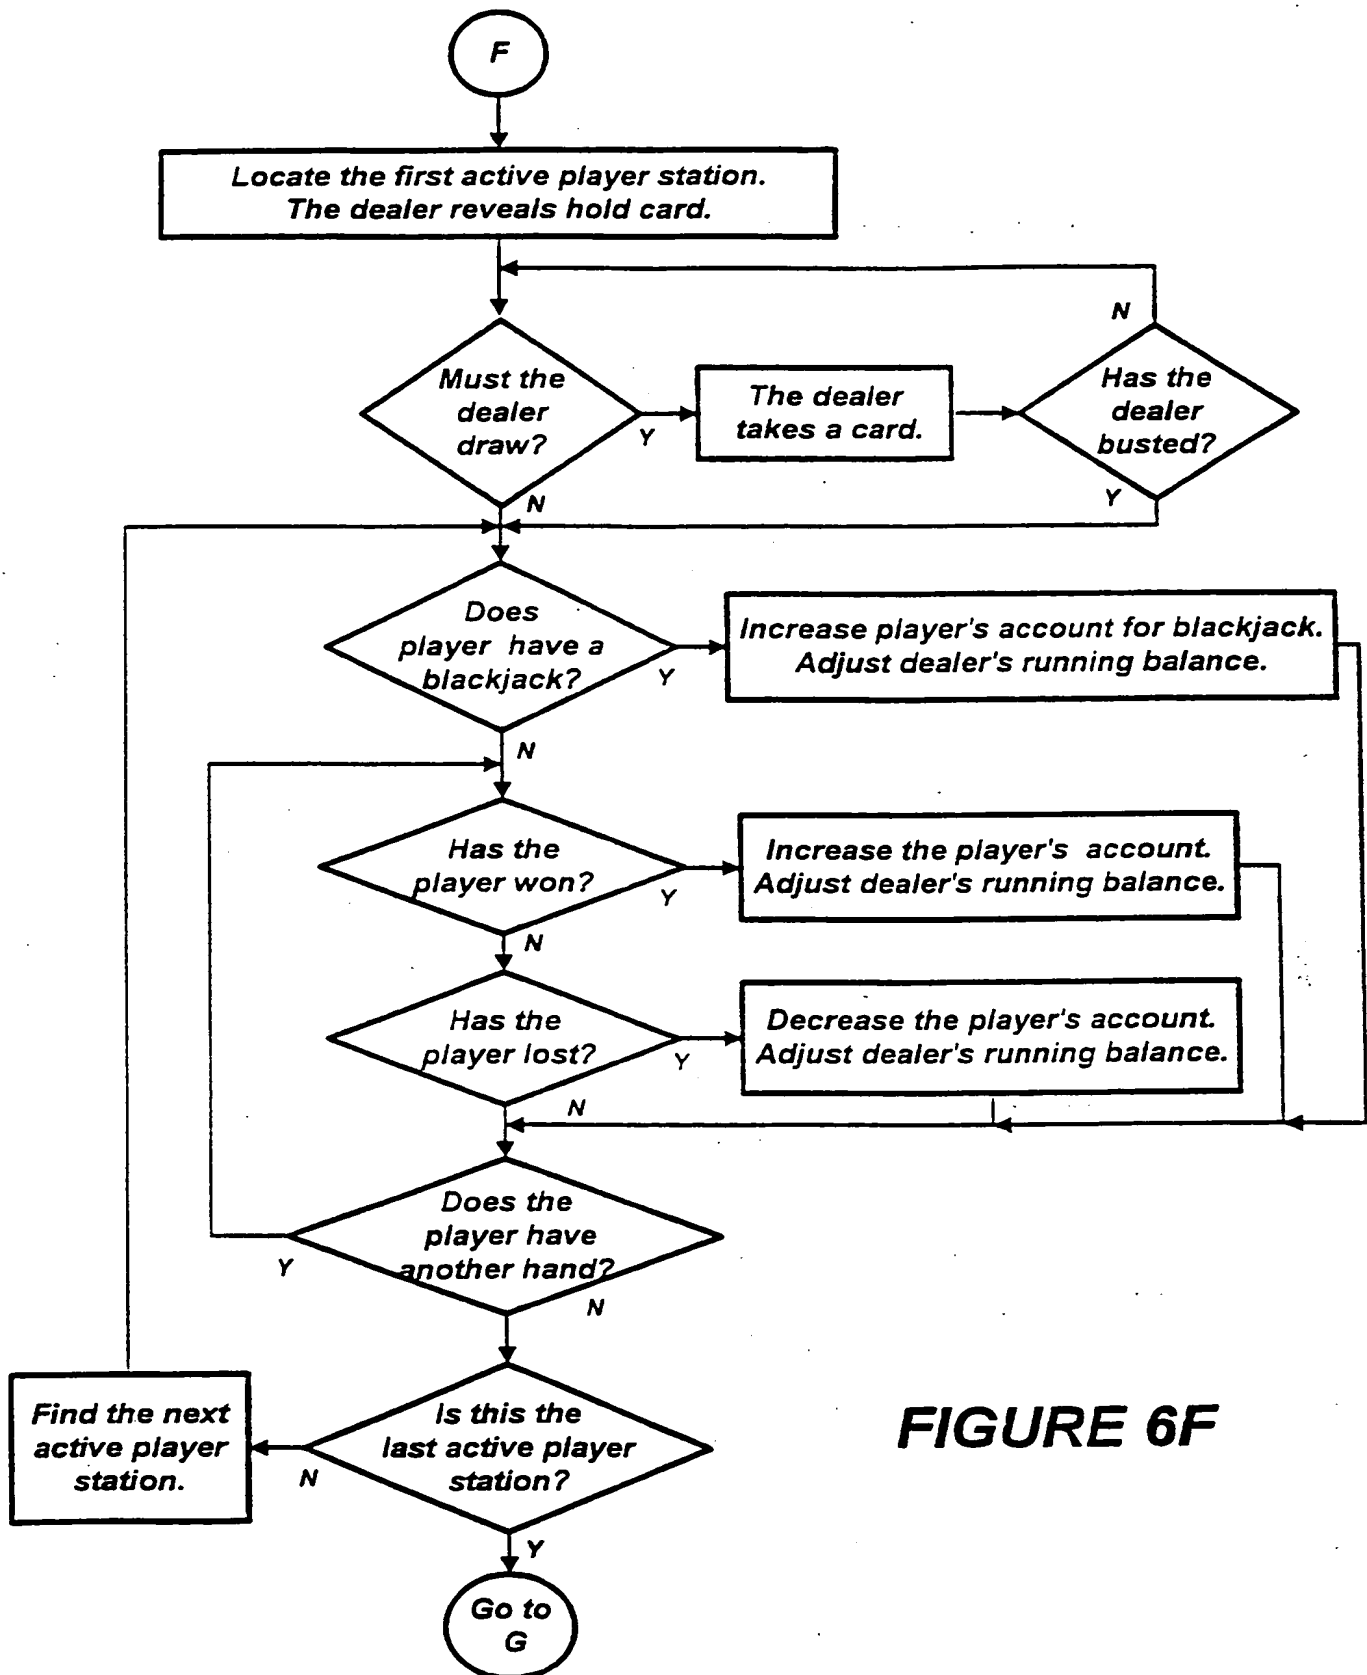 F
Locate the first active player station.
The dealer reveals hold card.
N
Must the
dealer
draw?
Y
The dealer
takes a card.
Has the
dealer
busted?
Y
N
Does
player have a
blackjack?
Y
Increase player's account for blackjack.
Adjust dealer's running balance.
N
Has the
player won?
Y
Increase the player's account.
Adjust dealer's running balance.
N
Has the
player lost?
Y
Decrease the player's account.
Adjust dealer's running balance.
N
Does the
player have
another hand?
Y
N
Find the next
active player
station.
N
Is this the
last active player
station?
FIGURE 6F
Y
Go to
G